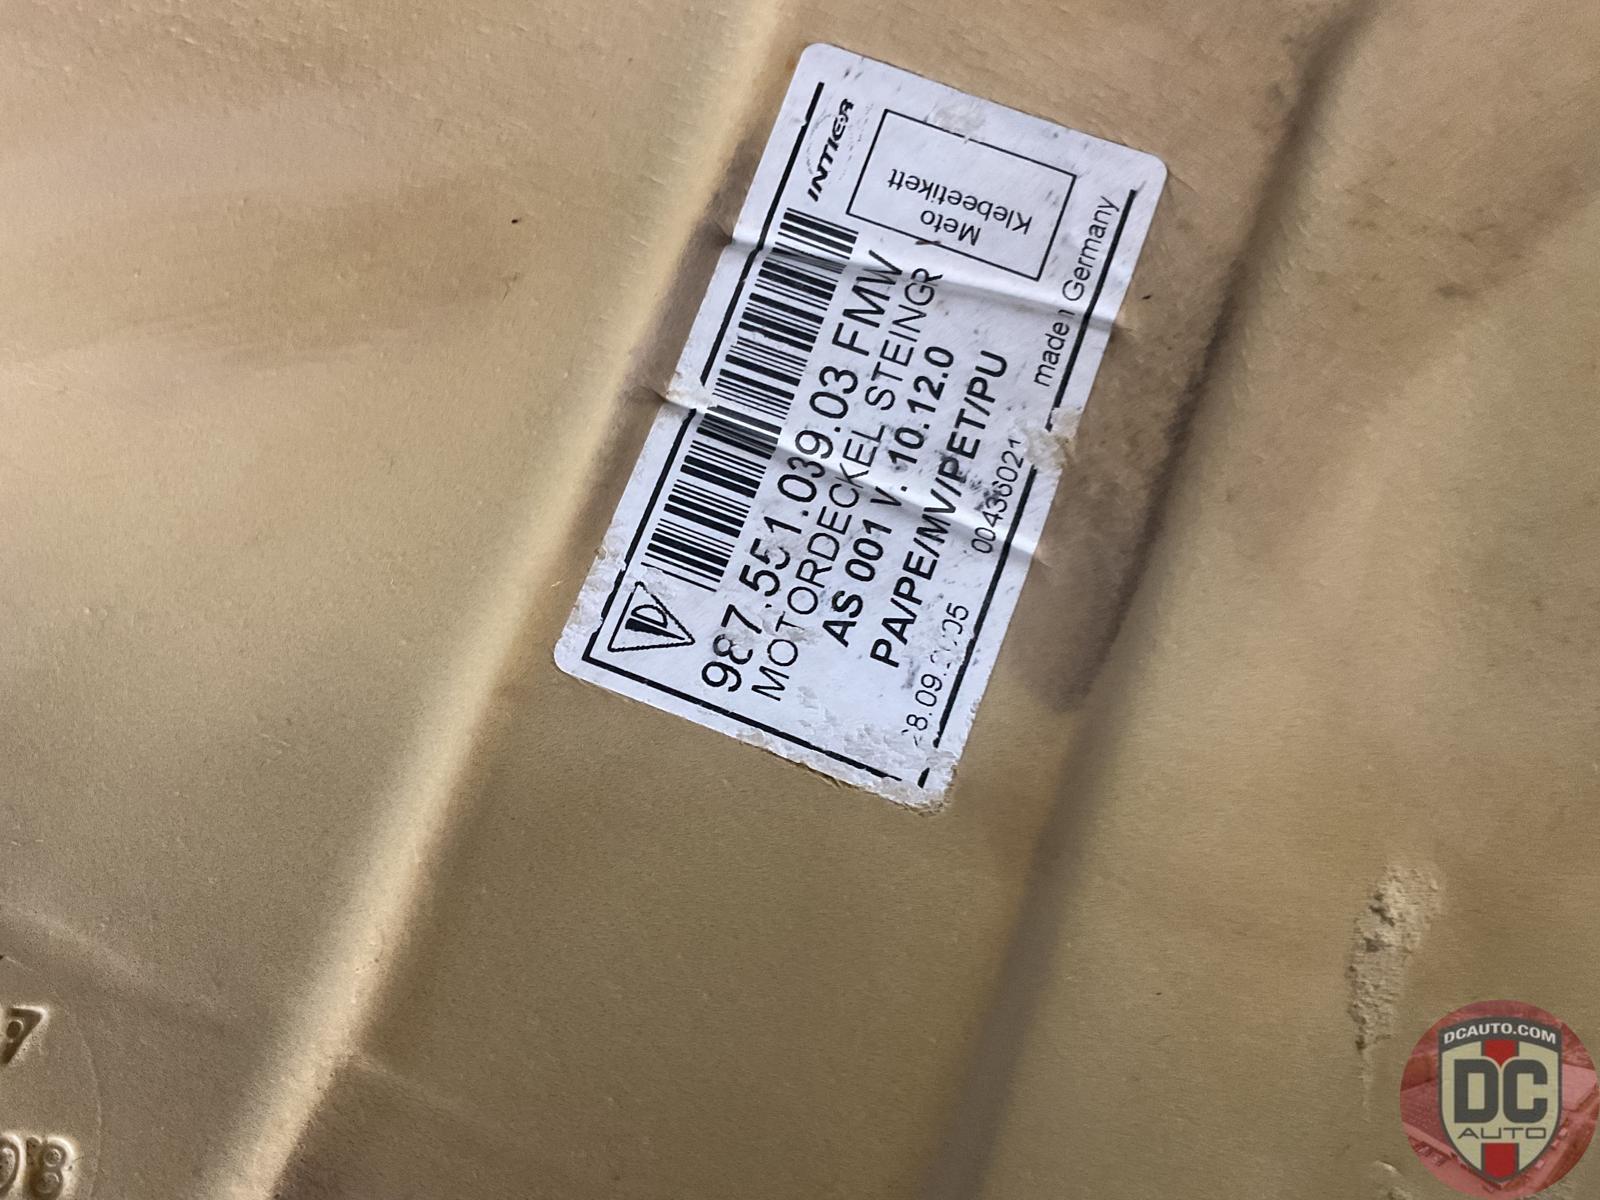 INTIER
Meto
Klebeetikett
987.551.039.03 FMW
MOTORDECKEL STEINGR
AS 001 V. 10.12.0
PA/PE/MV/PET/PU
00436021
made Germany
DCAUTO.COM
DC
AUTO